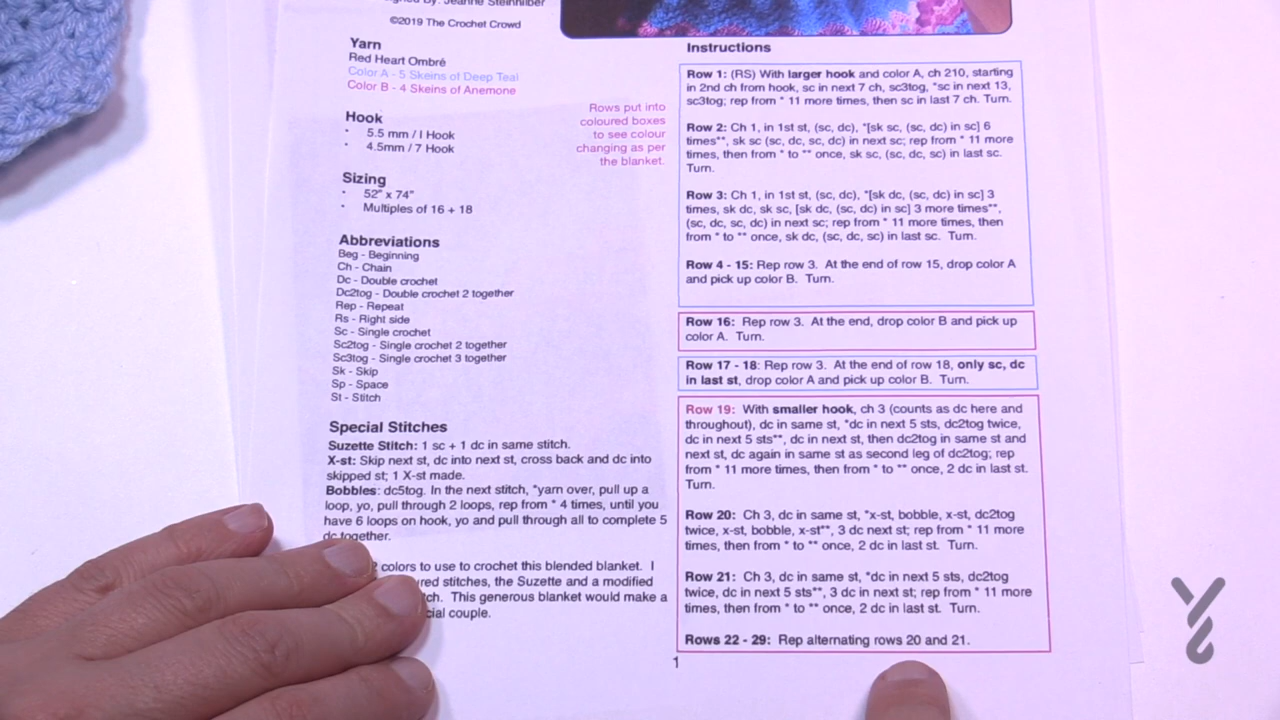 Designed By: Jeanne Steinhilber
©2019 The Crochet Crowd
Yarn
Red Heart Ombré
Color A - 5 Skeins of Deep Teal
Color B - 4 Skeins of Anemone
Hook
• 5.5 mm / I Hook
• 4.5mm / 7 Hook
Sizing
• 52" x 74"
• Multiples of 16 + 18
Abbreviations
Beg - Beginning
Ch - Chain
Dc - Double crochet
Dc2tog - Double crochet 2 together
Rep - Repeat
Rs - Right side
Sc - Single crochet
Sc2tog - Single crochet 2 together
Sc3tog - Single crochet 3 together
Sk - Skip
Sp - Space
St - Stitch
Special Stitches
Suzette Stitch: 1 sc + 1 dc in same stitch.
X-st: Skip next st, dc into next st, cross back and dc into
skipped st; 1 X-st made.
Bobbles: dc5tog. In the next stitch, *yarn over, pull up a
loop, yo, pull through 2 loops, rep from * 4 times, until you
have 6 loops on hook, yo and pull through all to complete 5
dc together.
2 colors to use to crochet this blended blanket. I
red stitches, the Suzette and a modified
tch. This generous blanket would make a
cial couple.
Rows put into
coloured boxes
to see colour
changing as per
the blanket.
Instructions
Row 1: (RS) With larger hook and color A, ch 210, starting
in 2nd ch from hook, sc in next 7 ch, sc3tog, *sc in next 13,
sc3tog; rep from * 11 more times, then sc in last 7 ch. Turn.
Row 2: Ch 1, in 1st st, (sc, dc), *[sk sc, (sc, dc) in sc] 6
times**, sk sc (sc, dc, sc, dc) in next sc; rep from * 11 more
times, then from * to ** once, sk sc, (sc, dc, sc) in last sc.
Turn.
Row 3: Ch 1, in 1st st, (sc, dc), *[sk dc, (sc, dc) in sc] 3
times, sk dc, sk sc, [sk dc, (sc, dc) in sc] 3 more times**,
(sc, dc, sc, dc) in next sc; rep from * 11 more times, then
from * to ** once, sk dc, (sc, dc, sc) in last sc. Turn.
Row 4 - 15: Rep row 3. At the end of row 15, drop color A
and pick up color B. Turn.
Row 16: Rep row 3. At the end, drop color B and pick up
color A. Turn.
Row 17 - 18: Rep row 3. At the end of row 18, only sc, dc
in last st, drop color A and pick up color B. Turn.
Row 19: With smaller hook, ch 3 (counts as dc here and
throughout), dc in same st, *dc in next 5 sts, dc2tog twice,
dc in next 5 sts**, dc in next st, then dc2tog in same st and
next st, dc again in same st as second leg of dc2tog; rep
from * 11 more times, then from * to ** once, 2 dc in last st.
Turn.
Row 20: Ch 3, dc in same st, *x-st, bobble, x-st, dc2tog
twice, x-st, bobble, x-st**, 3 dc next st; rep from * 11 more
times, then from * to ** once, 2 dc in last st. Turn.
Row 21: Ch 3, dc in same st, *dc in next 5 sts, dc2tog
twice, dc in next 5 sts**, 3 dc in next st; rep from * 11 more
times, then from * to ** once, 2 dc in last st. Turn.
Rows 22 - 29: Rep alternating rows 20 and 21.
1